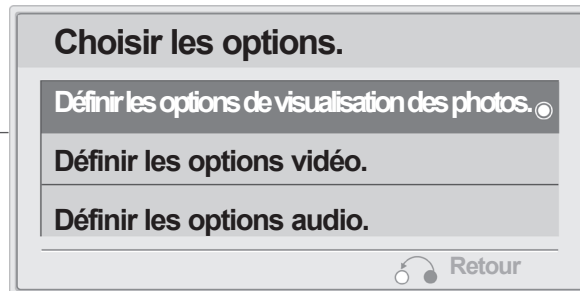 Choisir les options.
Définir les options de visualisation des photos.
Définir les options vidéo.
Définir les options audio.
Retour